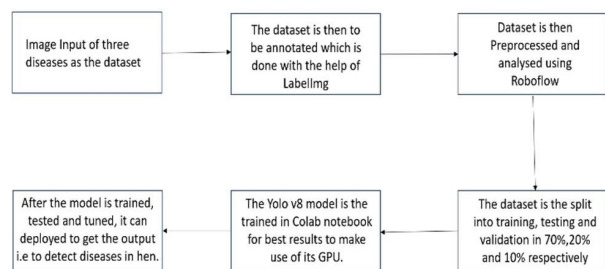 Image Input of three
diseases as the dataset
The dataset is then to
be annotated which is
done with the help of
LabelImg
Dataset is then
Preprocessed and
analysed using
Roboflow
The dataset is the split
into training, testing and
validation in 70%,20%
and 10% respectively
The Yolo v8 model is the
trained in Colab notebook
for best results to make
use of its GPU.
After the model is trained,
tested and tuned, it can
deployed to get the output
i.e to detect diseases in hen.